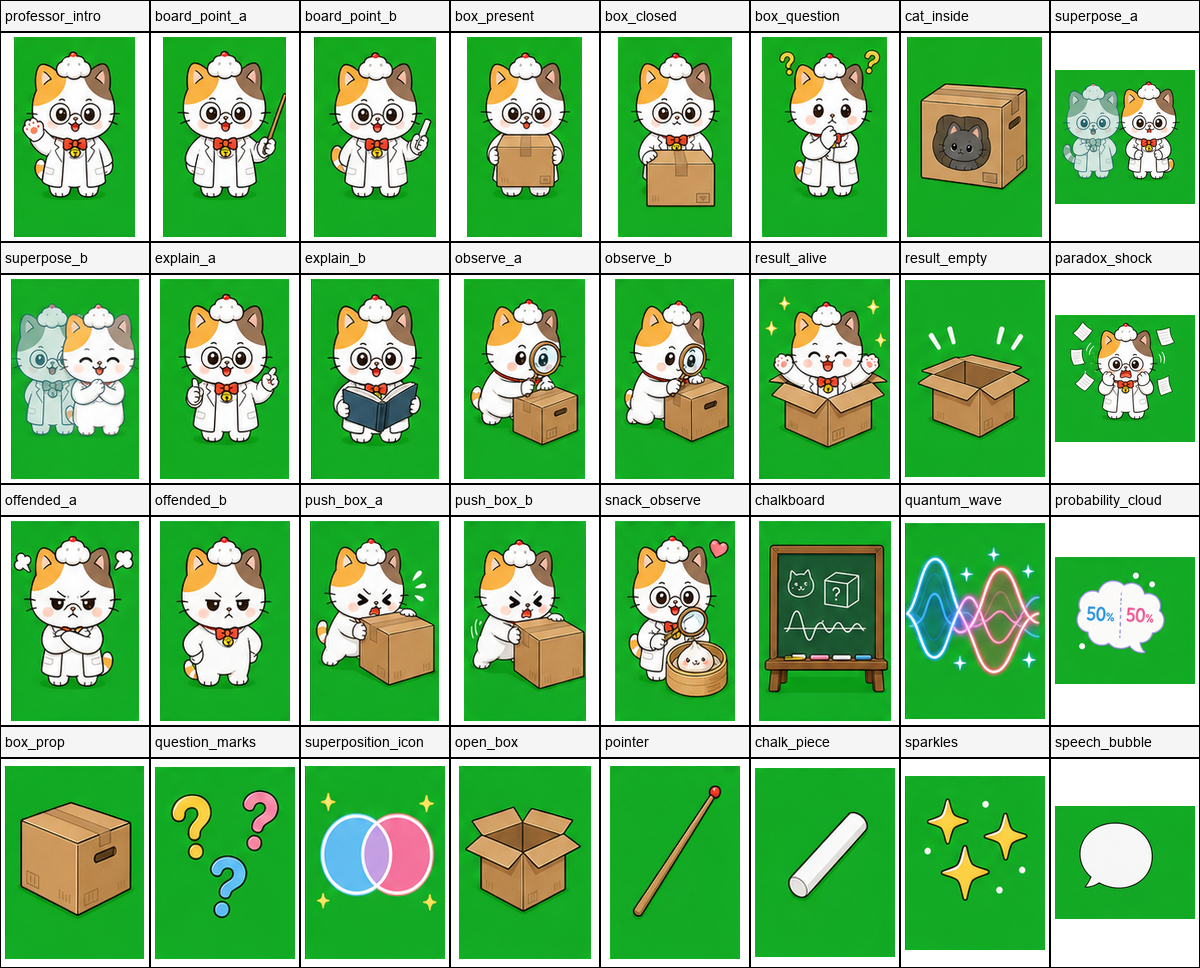 professor_intro
board_point_a
board_point_b
box_present
box_closed
box_question
cat_inside
superpose_a
? ?
superpose_b
explain_a
explain_b
observe_a
observe_b
result_alive
result_empty
paradox_shock
offended_a
offended_b
push_box_a
push_box_b
snack_observe
chalkboard
quantum_wave
probability_cloud
?
50% 50%
box_prop
question_marks
superposition_icon
open_box
pointer
chalk_piece
sparkles
speech_bubble
? ? ?